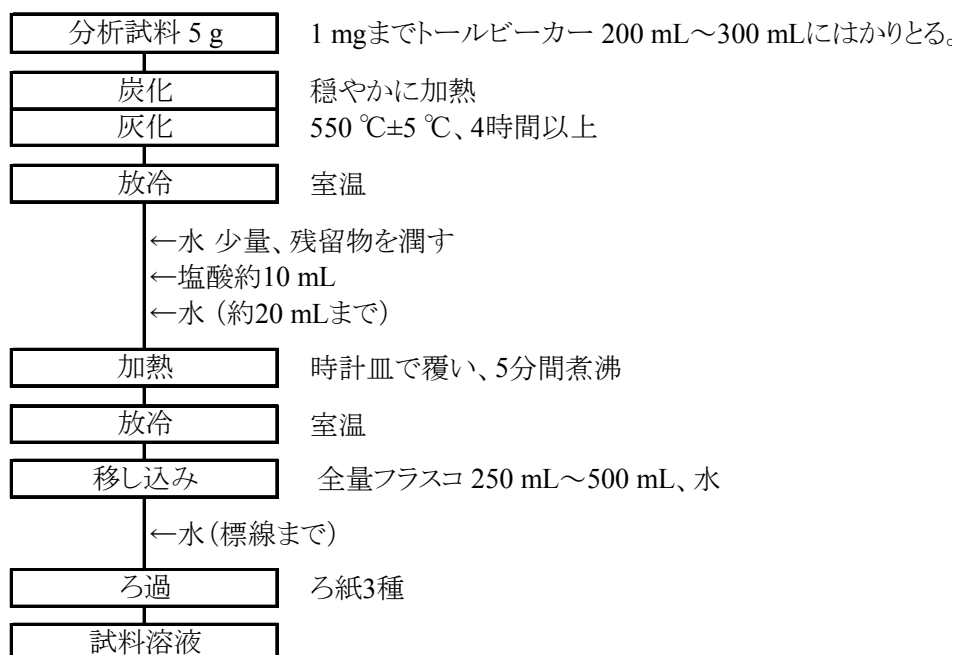 分析試料 5 g　1 mgまでトールビーカー 200 mL～300 mLにはかりとる。
炭化　穏やかに加熱
灰化　550 ℃±5 ℃、4時間以上
放冷　室温
←水 少量、残留物を潤す
←塩酸約10 mL
←水（約20 mLまで）
加熱　時計皿で覆い、5分間煮沸
放冷　室温
移し込み　全量フラスコ 250 mL～500 mL、水
←水（標線まで）
ろ過　ろ紙3種
試料溶液